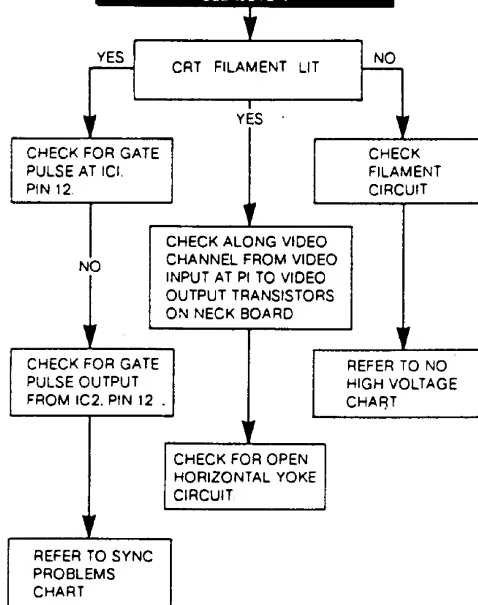 YES
CRT FILAMENT LIT
NO
YES
CHECK FOR GATE
PULSE AT IC1,
PIN 12.
CHECK
FILAMENT
CIRCUIT
CHECK ALONG VIDEO
CHANNEL FROM VIDEO
INPUT AT P1 TO VIDEO
OUTPUT TRANSISTORS
ON NECK BOARD
NO
CHECK FOR GATE
PULSE OUTPUT
FROM IC2, PIN 12.
REFER TO NO
HIGH VOLTAGE
CHART
CHECK FOR OPEN
HORIZONTAL YOKE
CIRCUIT
REFER TO SYNC
PROBLEMS
CHART